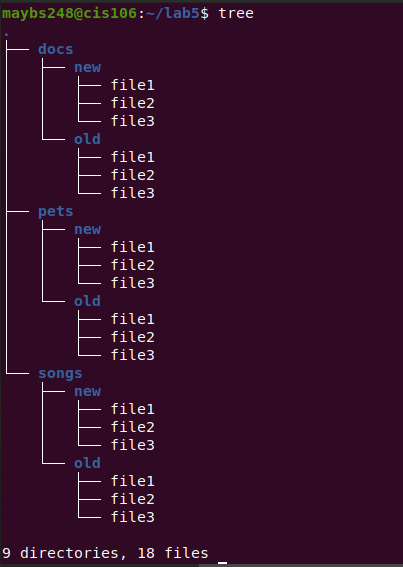 maybs248@cis106:~/lab5$ tree
.
├── docs
│   ├── new
│   │   ├── file1
│   │   ├── file2
│   │   └── file3
│   └── old
│       ├── file1
│       ├── file2
│       └── file3
├── pets
│   ├── new
│   │   ├── file1
│   │   ├── file2
│   │   └── file3
│   └── old
│       ├── file1
│       ├── file2
│       └── file3
└── songs
    ├── new
    │   ├── file1
    │   ├── file2
    │   └── file3
    └── old
        ├── file1
        ├── file2
        └── file3
9 directories, 18 files